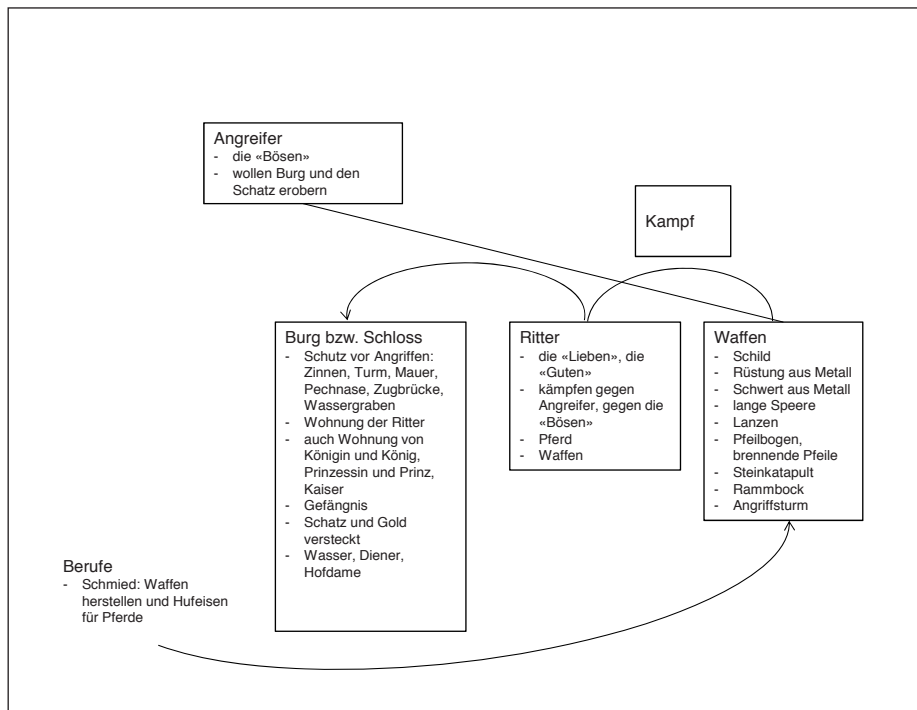 Angreifer
- die «Bösen»
- wollen Burg und den
Schatz erobern
Kampf
Burg bzw. Schloss
- Schutz vor Angriffen:
Zinnen, Turm, Mauer,
Pechnase, Zugbrücke,
Wassergraben
- Wohnung der Ritter
- auch Wohnung von
Königin und König,
Prinzessin und Prinz,
Kaiser
- Gefängnis
- Schatz und Gold
versteckt
- Wasser, Diener,
Hofdame
Ritter
- die «Lieben», die
«Guten»
- kämpfen gegen
Angreifer, gegen die
«Bösen»
- Pferd
- Waffen
Waffen
- Schild
- Rüstung aus Metall
- Schwert aus Metall
- lange Speere
- Lanzen
- Pfeilbogen,
brennende Pfeile
- Steinkatapult
- Rammbock
- Angriffsturm
Berufe
- Schmied: Waffen
herstellen und Hufeisen
für Pferde